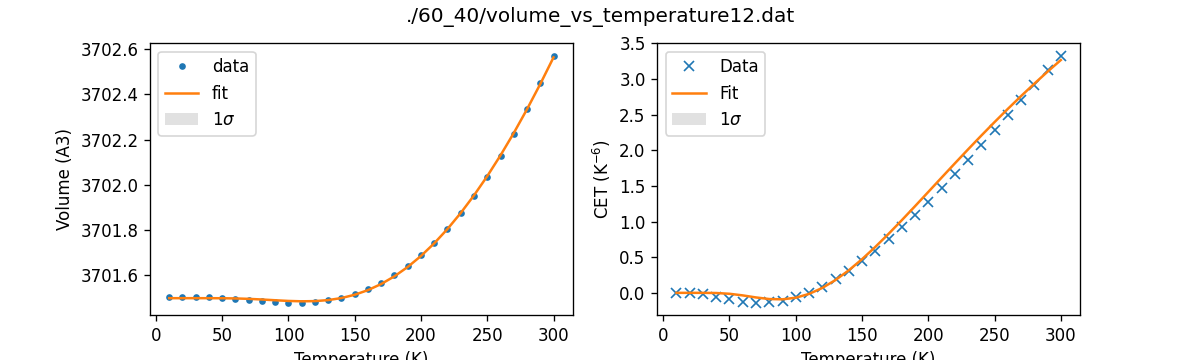 ./60_40/volume_vs_temperature12.dat
Volume (A3)
3702.6
3702.4
3702.2
3702.0
3701.8
3701.6
data
fit
1σ
0 50 100 150 200 250 300
Temperature (K)
CET (K⁻⁶)
3.5
3.0
2.5
2.0
1.5
1.0
0.5
0.0
Data
Fit
1σ
0 50 100 150 200 250 300
Temperature (K)